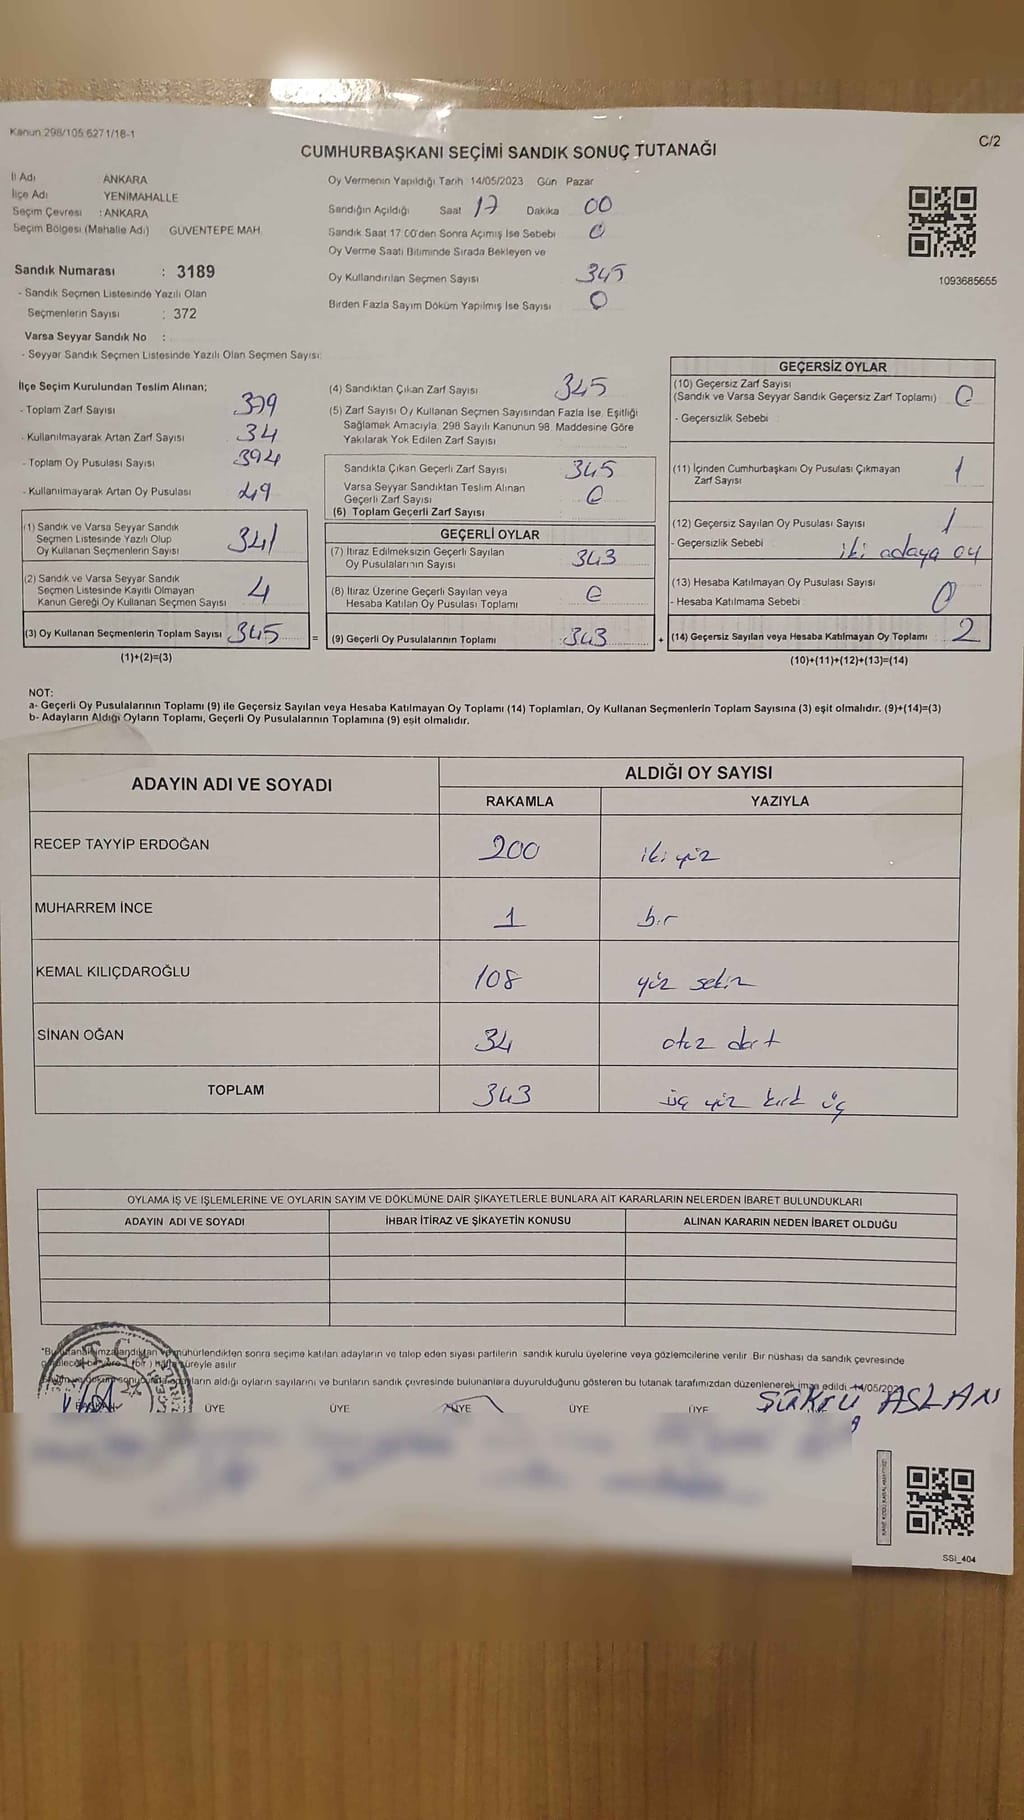 Kanun 298/105 6271/18-1
C/2
CUMHURBAŞKANI SEÇİMİ SANDIK SONUÇ TUTANAĞI
İl Adı ANKARA
İlçe Adı YENİMAHALLE
Seçim Çevresi : ANKARA
Seçim Bölgesi (Mahalle Adı) GÜVENTEPE MAH.
Sandık Numarası : 3189
- Sandık Seçmen Listesinde Yazılı Olan
Seçmenlerin Sayısı : 372
Varsa Seyyar Sandık No :
- Seyyar Sandık Seçmen Listesinde Yazılı Olan Seçmen Sayısı:
Oy Vermenin Yapıldığı Tarih 14/05/2023 Gün Pazar
Sandığın Açıldığı Saat 17 Dakika 00
Sandık Saat 17.00'den Sonra Açımış İse Sebebi 0
Oy Verme Saati Bitiminde Sırada Bekleyen ve
Oy Kullandırılan Seçmen Sayısı 345
Birden Fazla Sayım Döküm Yapılmış İse Sayısı 0
1093685655
İlçe Seçim Kurulundan Teslim Alınan;
- Toplam Zarf Sayısı 379
- Kullanılmayarak Artan Zarf Sayısı 34
- Toplam Oy Pusulası Sayısı 394
- Kullanılmayarak Artan Oy Pusulası 49
(1) Sandık ve Varsa Seyyar Sandık
Seçmen Listesinde Yazılı Olup
Oy Kullanan Seçmenlerin Sayısı 341
(2) Sandık ve Varsa Seyyar Sandık
Seçmen Listesinde Kayıtlı Olmayan
Kanun Gereği Oy Kullanan Seçmen Sayısı 4
(3) Oy Kullanan Seçmenlerin Toplam Sayısı 345 =
(1)+(2)=(3)
(4) Sandıktan Çıkan Zarf Sayısı 345
(5) Zarf Sayısı Oy Kullanan Seçmen Sayısından Fazla İse, Eşitliği
Sağlamak Amacıyla, 298 Sayılı Kanunun 98. Maddesine Göre
Yakılarak Yok Edilen Zarf Sayısı
Sandıkta Çıkan Geçerli Zarf Sayısı 345
Varsa Seyyar Sandıktan Teslim Alınan
Geçerli Zarf Sayısı 0
(6) Toplam Geçerli Zarf Sayısı
GEÇERLİ OYLAR
(7) İtiraz Edilmeksizin Geçerli Sayılan
Oy Pusulalarının Sayısı 343
(8) İtiraz Üzerine Geçerli Sayılan veya
Hesaba Katılan Oy Pusulası Toplamı 0
(9) Geçerli Oy Pusulalarının Toplamı :343 +
GEÇERSİZ OYLAR
(10) Geçersiz Zarf Sayısı
(Sandık ve Varsa Seyyar Sandık Geçersiz Zarf Toplamı) 0
- Geçersizlik Sebebi
(11) İçinden Cumhurbaşkanı Oy Pusulası Çıkmayan
Zarf Sayısı 1
(12) Geçersiz Sayılan Oy Pusulası Sayısı 1
- Geçersizlik Sebebi iki adaya oy
(13) Hesaba Katılmayan Oy Pusulası Sayısı 0
- Hesaba Katılmama Sebebi
(14) Geçersiz Sayılan veya Hesaba Katılmayan Oy Toplamı 2
(10)+(11)+(12)+(13)=(14)
NOT:
a- Geçerli Oy Pusulalarının Toplamı (9) ile Geçersiz Sayılan veya Hesaba Katılmayan Oy Toplamı (14) Toplamları, Oy Kullanan Seçmenlerin Toplam Sayısına (3) eşit olmalıdır. (9)+(14)=(3)
b- Adayların Aldığı Oyların Toplamı, Geçerli Oy Pusulalarının Toplamına (9) eşit olmalıdır.
ADAYIN ADI VE SOYADI ALDIĞI OY SAYISI
RAKAMLA YAZIYLA
RECEP TAYYİP ERDOĞAN 200 iki yüz
MUHARREM İNCE 1 bir
KEMAL KILIÇDAROĞLU 108 yüz sekiz
SİNAN OĞAN 34 otuz dört
TOPLAM 343 üç yüz kırk üç
OYLAMA İŞ VE İŞLEMLERİNE VE OYLARIN SAYIM VE DÖKÜMÜNE DAİR ŞİKAYETLERLE BUNLARA AİT KARARLARIN NELERDEN İBARET BULUNDUKLARI
ADAYIN ADI VE SOYADI İHBAR İTİRAZ VE ŞİKAYETİN KONUSU ALINAN KARARIN NEDEN İBARET OLDUĞU
*Bu tutanak imzalandıktan ve mühürlendikten sonra seçime katılan adayların ve talep eden siyasi partilerin sandık kurulu üyelerine veya gözlemcilerine verilir. Bir nüshası da sandık çevresinde
bir yere 1 (bir) hafta süreyle asılır
aldığı oyların sayılarını ve bunların sandık çevresinde bulunanlara duyurulduğunu gösteren bu tutanak tarafımızdan düzenlenerek imza edildi. 14/05/2023
BAŞKAN ÜYE ÜYE ÜYE ÜYE ÜYE ŞÜKRÜ ASLAN
T.C.
SSİ_404